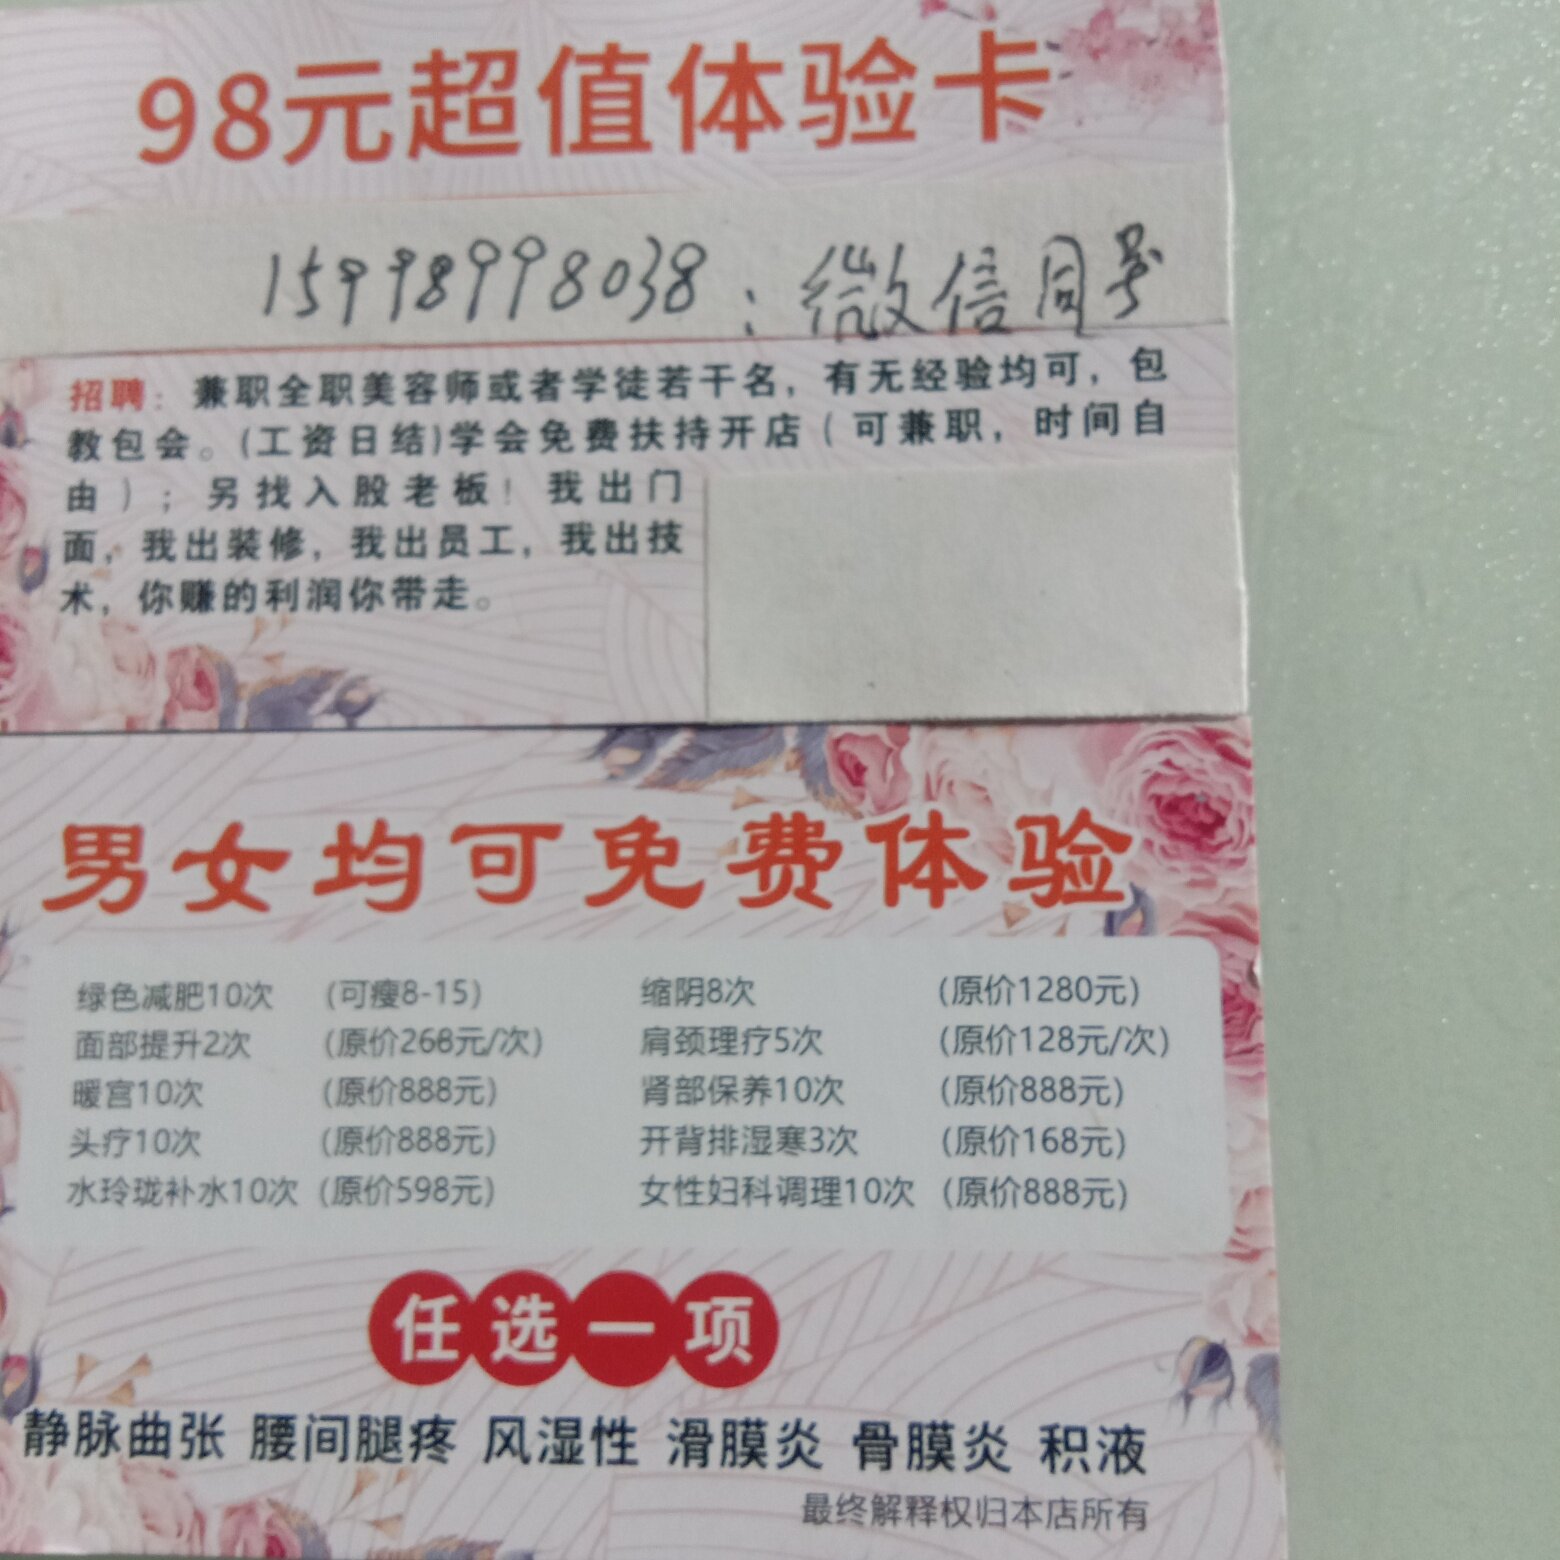 98元超值体验卡
15998998038：微信同号
招聘：兼职全职美容师或者学徒若干名，有无经验均可，包
教包会。(工资日结)学会免费扶持开店（可兼职，时间自
由）；另找入股老板！我出门
面，我出装修，我出员工，我出技
术，你赚的利润你带走。
男女均可免费体验
绿色减肥10次 (可瘦8-15) 缩阴8次 (原价1280元)
面部提升2次 (原价268元/次) 肩颈理疗5次 (原价128元/次)
暖宫10次 (原价888元) 肾部保养10次 (原价888元)
头疗10次 (原价888元) 开背排湿寒3次 (原价168元)
水玲珑补水10次 (原价598元) 女性妇科调理10次 (原价888元)
任选一项
静脉曲张 腰间腿疼 风湿性 滑膜炎 骨膜炎 积液
最终解释权归本店所有